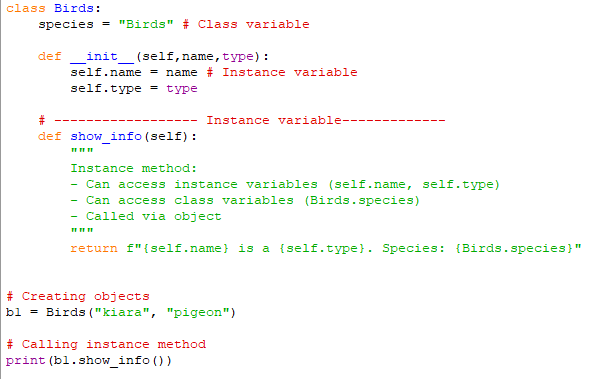 class Birds:
    species = "Birds" # Class variable

    def __init__(self,name,type):
        self.name = name # Instance variable
        self.type = type

    # ------------------ Instance variable-------------
    def show_info(self):
        """
        Instance method:
        - Can access instance variables (self.name, self.type)
        - Can access class variables (Birds.species)
        - Called via object
        """
        return f"{self.name} is a {self.type}. Species: {Birds.species}"


# Creating objects
b1 = Birds("kiara", "pigeon")

# Calling instance method
print(b1.show_info())